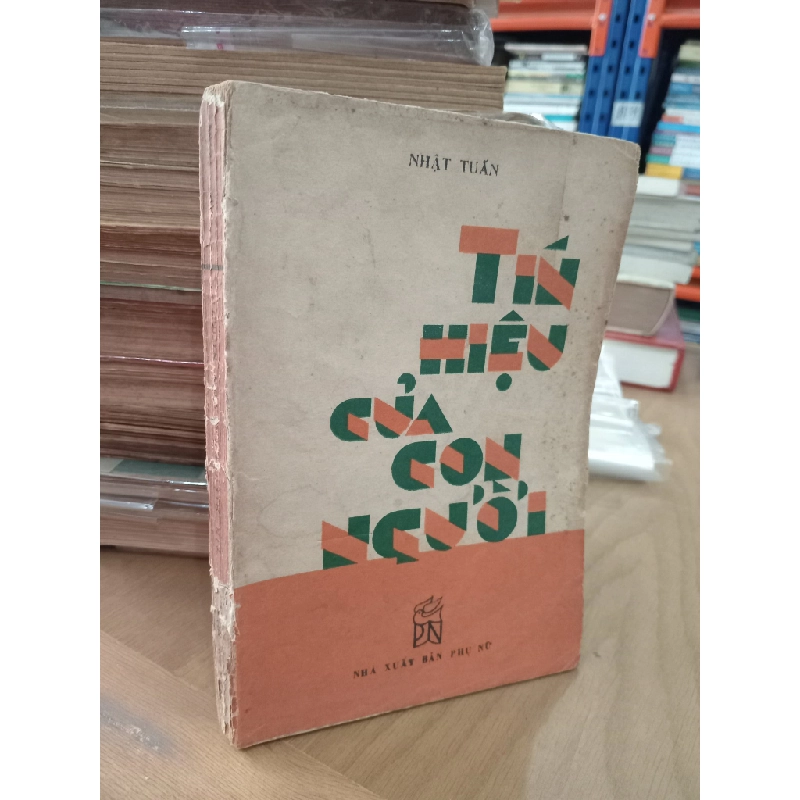 NHẬT TUẤN
TÍN
HIỆU
CỦA
CON
NGƯỜI
NHÀ XUẤT BẢN PHỤ NỮ